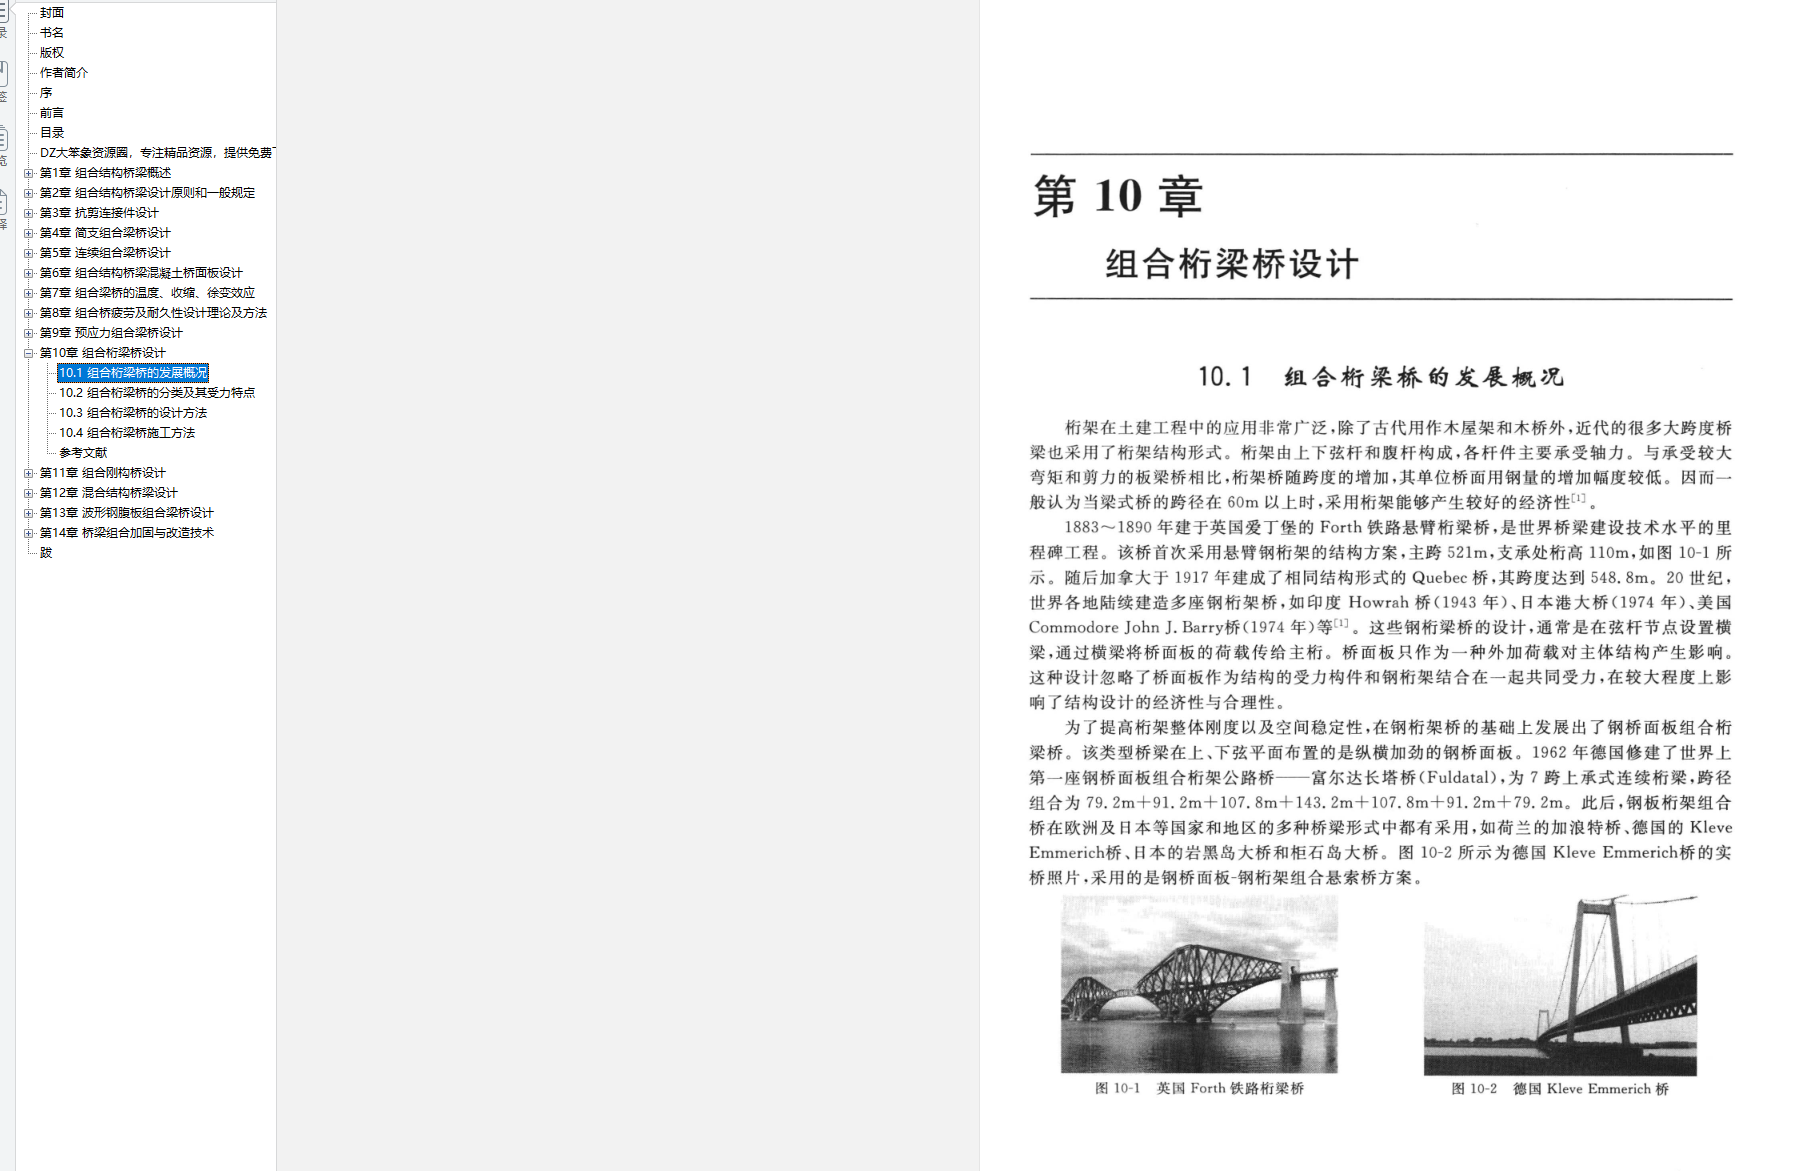 录
签
览
译
封面
书名
版权
作者简介
序
前言
目录
DZ大笨象资源圈，专注精品资源，提供免费
第1章 组合结构桥梁概述
第2章 组合结构桥梁设计原则和一般规定
第3章 抗剪连接件设计
第4章 简支组合梁桥设计
第5章 连续组合梁桥设计
第6章 组合结构桥梁混凝土桥面板设计
第7章 组合梁桥的温度、收缩、徐变效应
第8章 组合桥疲劳及耐久性设计理论及方法
第9章 预应力组合梁桥设计
第10章 组合桁梁桥设计
10.1 组合桁梁桥的发展概况
10.2 组合桁梁桥的分类及其受力特点
10.3 组合桁梁桥的设计方法
10.4 组合桁梁桥施工方法
参考文献
第11章 组合刚构桥设计
第12章 混合结构桥梁设计
第13章 波形钢腹板组合梁桥设计
第14章 桥梁组合加固与改造技术
跋
第 10 章
组合桁梁桥设计
10.1 组合桁梁桥的发展概况
桁架在土建工程中的应用非常广泛,除了古代用作木屋架和木桥外,近代的很多大跨度桥
梁也采用了桁架结构形式。桁架由上下弦杆和腹杆构成,各杆件主要承受轴力。与承受较大
弯矩和剪力的板梁桥相比,桁架桥随跨度的增加,其单位桥面用钢量的增加幅度较低。因而一
般认为当梁式桥的跨径在 60m 以上时,采用桁架能够产生较好的经济性[1]。
1883～1890 年建于英国爱丁堡的 Forth 铁路悬臂桁梁桥,是世界桥梁建设技术水平的里
程碑工程。该桥首次采用悬臂钢桁架的结构方案,主跨 521m,支承处桁高 110m,如图 10-1 所
示。随后加拿大于 1917 年建成了相同结构形式的 Quebec 桥,其跨度达到 548.8m。20 世纪,
世界各地陆续建造多座钢桁架桥,如印度 Howrah 桥(1943 年)、日本港大桥(1974 年)、美国
Commodore John J. Barry桥(1974 年)等[1]。这些钢桁梁桥的设计,通常是在弦杆节点设置横
梁,通过横梁将桥面板的荷载传给主桁。桥面板只作为一种外加荷载对主体结构产生影响。
这种设计忽略了桥面板作为结构的受力构件和钢桁架结合在一起共同受力,在较大程度上影
响了结构设计的经济性与合理性。
为了提高桁架整体刚度以及空间稳定性,在钢桁架桥的基础上发展出了钢桥面板组合桁
梁桥。该类型桥梁在上、下弦平面布置的是纵横加劲的钢桥面板。1962 年德国修建了世界上
第一座钢桥面板组合桁架公路桥——富尔达长塔桥(Fuldatal),为 7 跨上承式连续桁梁,跨径
组合为 79.2m＋91.2m＋107.8m＋143.2m＋107.8m＋91.2m＋79.2m。此后,钢板桁架组合
桥在欧洲及日本等国家和地区的多种桥梁形式中都有采用,如荷兰的加浪特桥、德国的 Kleve
Emmerich桥、日本的岩黑岛大桥和柜石岛大桥。图 10-2 所示为德国 Kleve Emmerich桥的实
桥照片,采用的是钢桥面板-钢桁架组合悬索桥方案。
图 10-1 英国 Forth 铁路桁梁桥
图 10-2 德国 Kleve Emmerich 桥